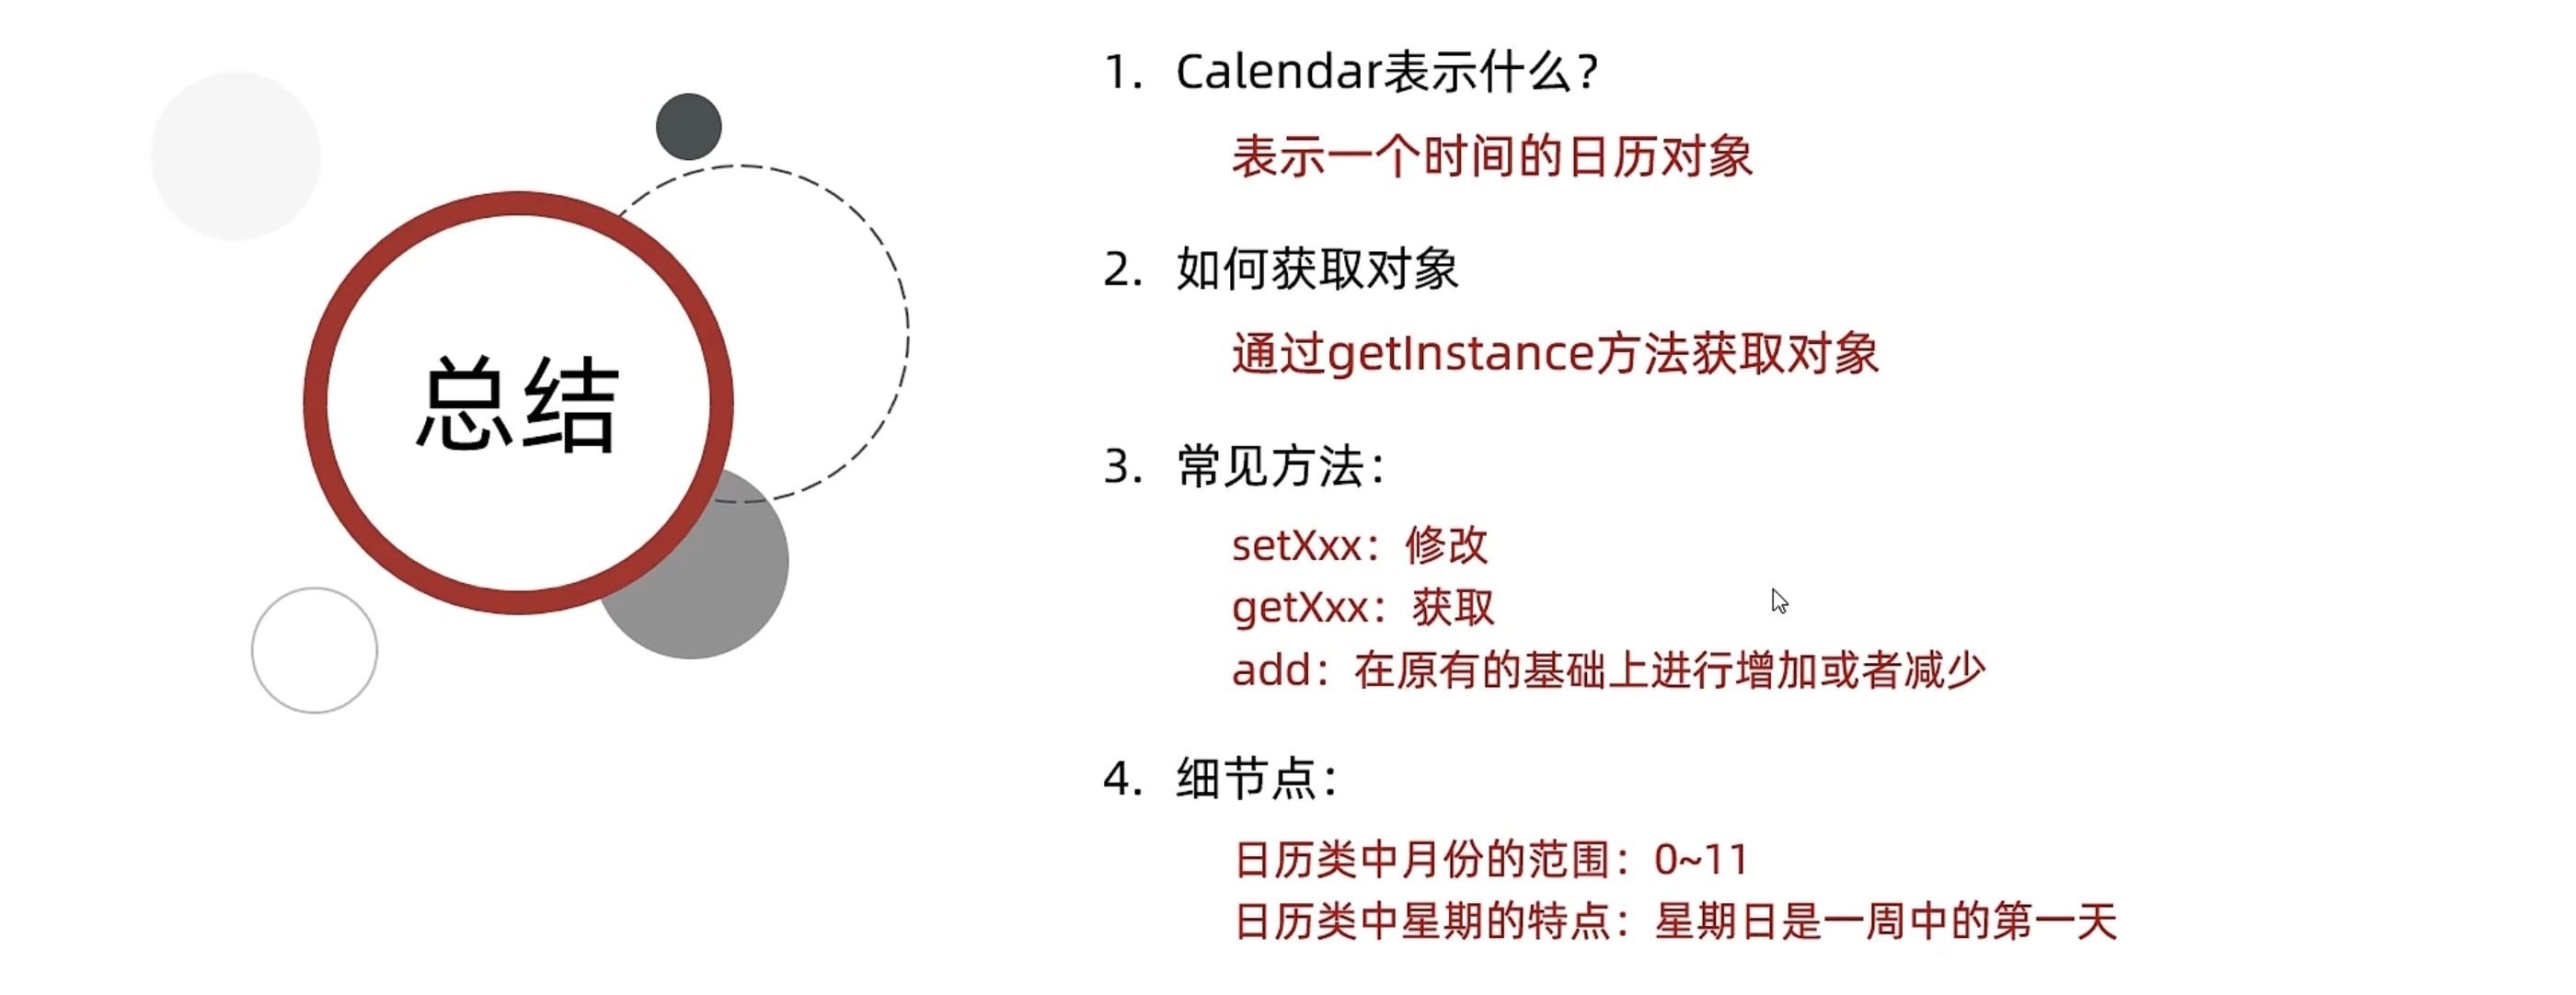 总结
1. Calendar表示什么?
表示一个时间的日历对象
2. 如何获取对象
通过getInstance方法获取对象
3. 常见方法：
setXxx：修改
getXxx：获取
add：在原有的基础上进行增加或者减少
4. 细节点：
日历类中月份的范围：0~11
日历类中星期的特点：星期日是一周中的第一天